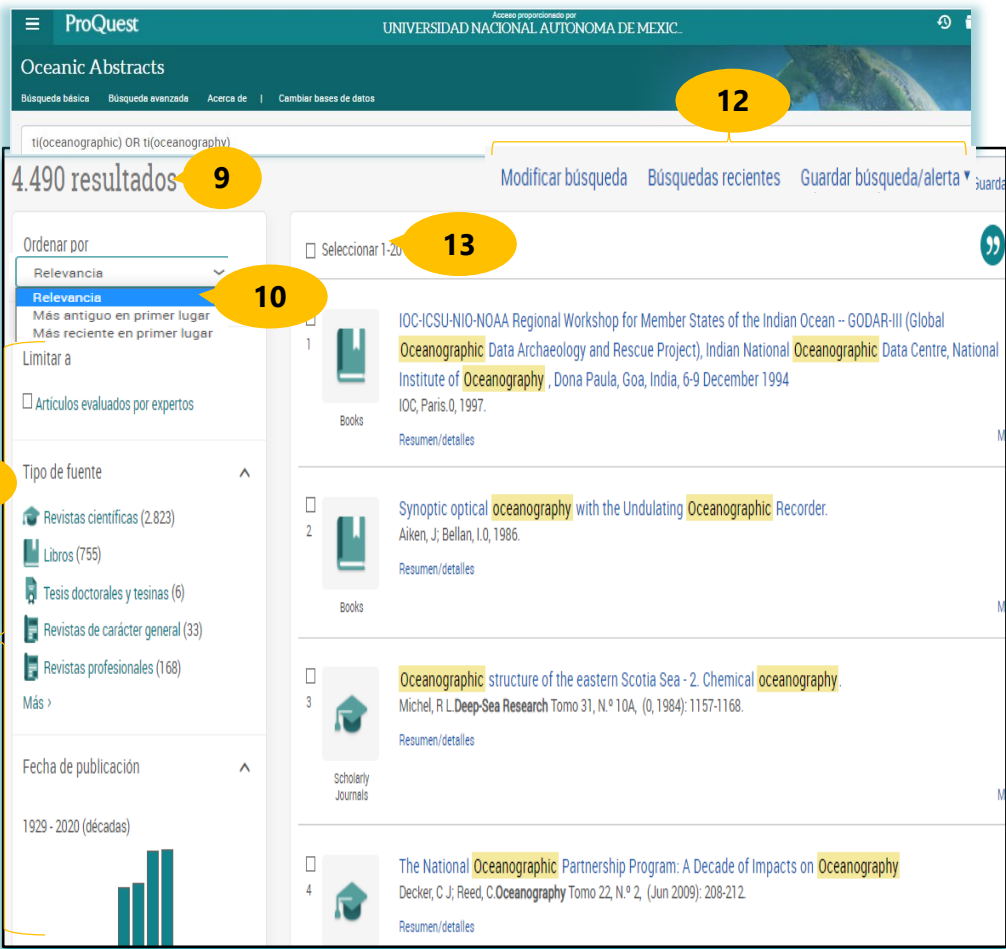 ProQuest
Acceso proporcionado por
UNIVERSIDAD NACIONAL AUTONOMA DE MEXIC...
Oceanic Abstracts
Búsqueda básica Búsqueda avanzada Acerca de | Cambiar bases de datos
12
ti(oceanographic) OR ti(oceanography)
4.490 resultados
9
Modificar búsqueda Búsquedas recientes Guardar búsqueda/alerta
Ordenar por
Relevancia
Relevancia
Más antiguo en primer lugar
Más reciente en primer lugar
10
Limitar a
Artículos evaluados por expertos
Tipo de fuente
Revistas científicas (2.823)
Libros (755)
Tesis doctorales y tesinas (6)
Revistas de carácter general (33)
Revistas profesionales (168)
Más >
Fecha de publicación
1929 - 2020 (décadas)
Seleccionar 1-20
13
1
IOC-ICSU-NIO-NOAA Regional Workshop for Member States of the Indian Ocean -- GODAR-III (Global
Oceanographic Data Archaeology and Rescue Project), Indian National Oceanographic Data Centre, National
Institute of Oceanography , Dona Paula, Goa, India, 6-9 December 1994
IOC, Paris.0, 1997.
Books
Resumen/detalles
2
Synoptic optical oceanography with the Undulating Oceanographic Recorder.
Aiken, J; Bellan, I.0, 1986.
Resumen/detalles
Books
3
Oceanographic structure of the eastern Scotia Sea - 2. Chemical oceanography.
Michel, R L.Deep-Sea Research Tomo 31, N.º 10A, (0, 1984): 1157-1168.
Resumen/detalles
Scholarly
Journals
4
The National Oceanographic Partnership Program: A Decade of Impacts on Oceanography
Decker, C J; Reed, C.Oceanography Tomo 22, N.º 2, (Jun 2009): 208-212.
Resumen/detalles